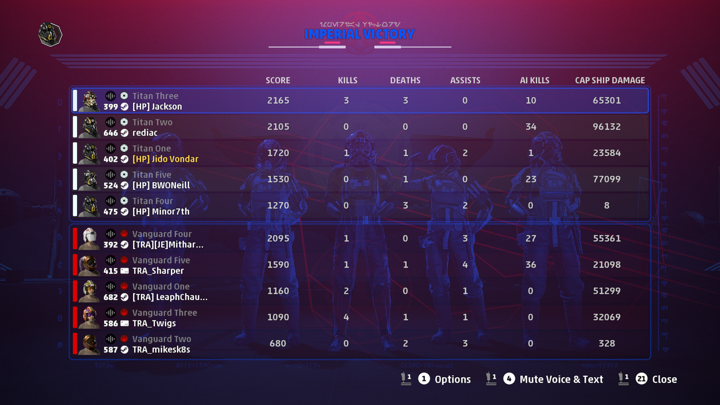 IMPERIAL VICTORY
SCORE KILLS DEATHS ASSISTS AI KILLS CAP SHIP DAMAGE
Titan Three
399 [HP] Jackson 2165 3 3 0 10 65301
Titan Two
646 rediac 2105 0 0 0 34 96132
Titan One
402 [HP] Jido Vondar 1720 1 1 2 1 23584
Titan Five
524 [HP] BWONeill 1530 0 1 0 23 77099
Titan Four
475 [HP] Minor7th 1270 0 3 2 0 8
Vanguard Four
392 [TRA][JE]Mithar... 2095 1 0 3 27 55361
Vanguard Five
415 TRA_Sharper 1590 1 1 4 36 21098
Vanguard One
682 [TRA] LeaphChau... 1160 2 0 1 0 51299
Vanguard Three
586 TRA_Twigs 1090 4 1 1 0 32069
Vanguard Two
587 TRA_mikesk8s 680 0 2 3 0 328
1 1 Options 1 4 Mute Voice & Text 1 21 Close